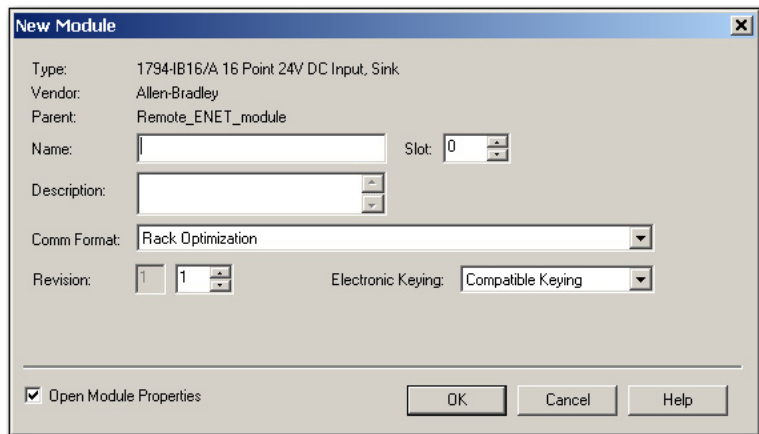 New Module
Type: 1794-IB16/A 16 Point 24V DC Input, Sink
Vendor: Allen-Bradley
Parent: Remote_ENET_module
Name: Slot: 0
Description:
Comm Format: Rack Optimization
Revision: 1 1 Electronic Keying: Compatible Keying
Open Module Properties OK Cancel Help